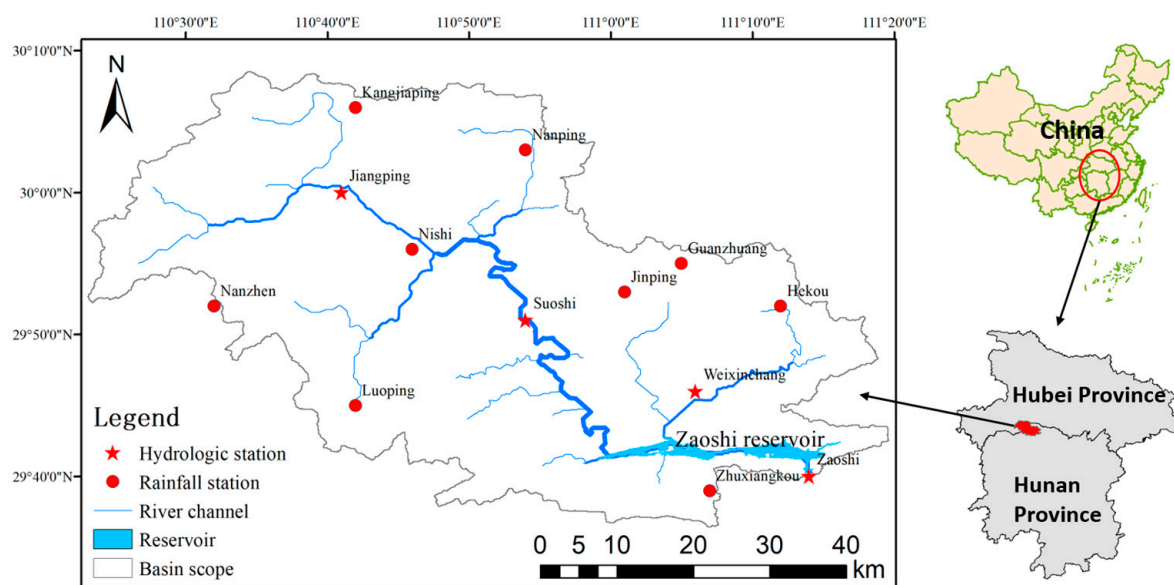 110°30'0"E
110°40'0"E
110°50'0"E
111°0'0"E
111°10'0"E
111°20'0"E
30°10'0"N
30°0'0"N
29°50'0"N
29°40'0"N
N
Kangjiaping
Nanping
Jiangping
Nishi
Guanzhuang
Jinping
Hekou
Nanzhen
Suoshi
Weixinchang
Luoping
Zaoshi reservoir
Zaoshi
Zhuxiangkou
Legend
Hydrologic station
Rainfall station
River channel
Reservoir
Basin scope
0 5 10 20 30 40
km
China
Hubei Province
Hunan
Province